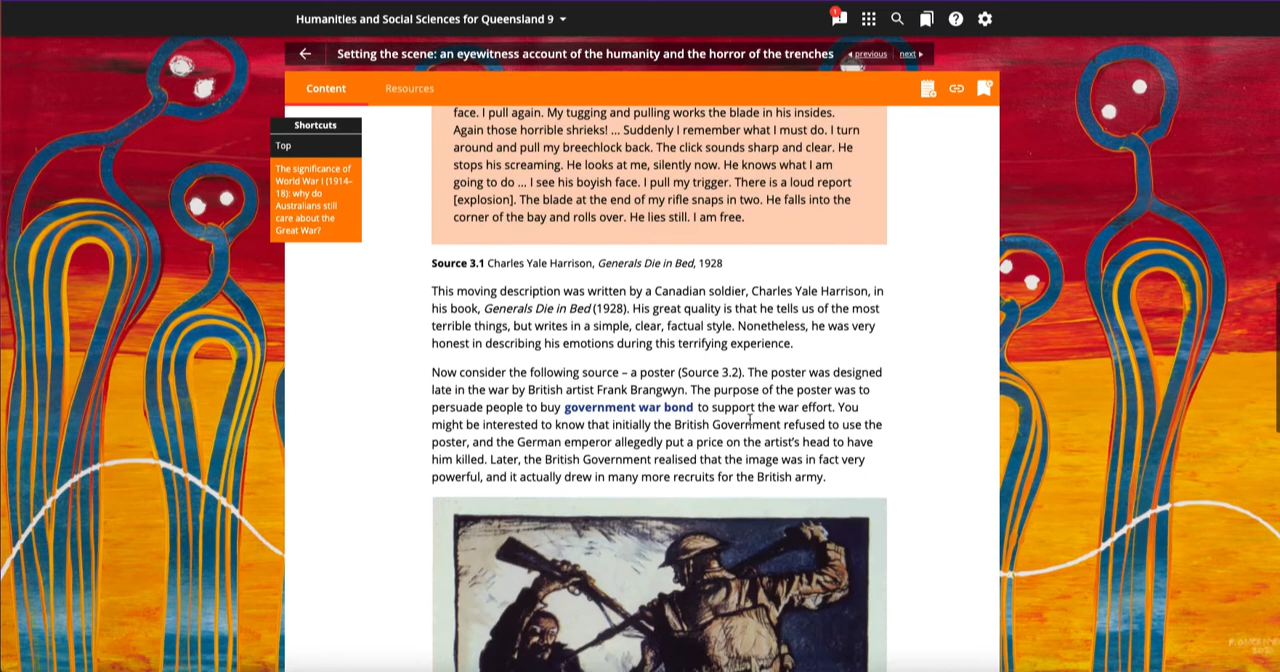 Humanities and Social Sciences for Queensland 9
1
Setting the scene: an eyewitness account of the humanity and the horror of the trenches
previous
next
Content
Resources
Shortcuts
Top
The significance of
World War I (1914–
18): why do
Australians still
care about the
Great War?
face. I pull again. My tugging and pulling works the blade in his insides.
Again those horrible shrieks! ... Suddenly I remember what I must do. I turn
around and pull my breechlock back. The click sounds sharp and clear. He
stops his screaming. He looks at me, silently now. He knows what I am
going to do ... I see his boyish face. I pull my trigger. There is a loud report
[explosion]. The blade at the end of my rifle snaps in two. He falls into the
corner of the bay and rolls over. He lies still. I am free.
Source 3.1 Charles Yale Harrison, Generals Die in Bed, 1928
This moving description was written by a Canadian soldier, Charles Yale Harrison, in
his book, Generals Die in Bed (1928). His great quality is that he tells us of the most
terrible things, but writes in a simple, clear, factual style. Nonetheless, he was very
honest in describing his emotions during this terrifying experience.
Now consider the following source – a poster (Source 3.2). The poster was designed
late in the war by British artist Frank Brangwyn. The purpose of the poster was to
persuade people to buy government war bond to support the war effort. You
might be interested to know that initially the British Government refused to use the
poster, and the German emperor allegedly put a price on the artist's head to have
him killed. Later, the British Government realised that the image was in fact very
powerful, and it actually drew in many more recruits for the British army.